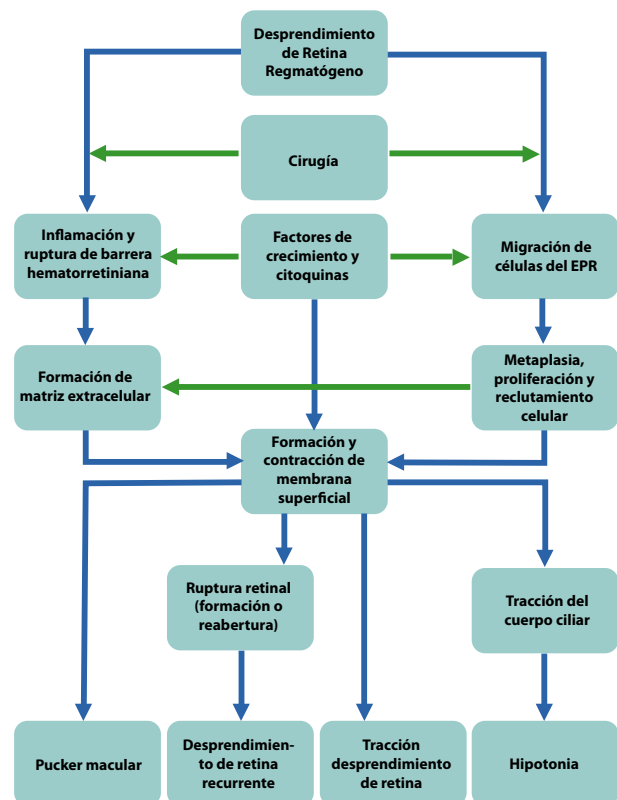 Desprendimiento
de Retina
Regmatógeno
Cirugía
Inflamación y
ruptura de barrera
hematorretiniana
Factores de
crecimiento y
citoquinas
Migración de
células del EPR
Formación de
matriz extracelular
Metaplasia,
proliferación y
reclutamiento
celular
Formación y
contracción de
membrana
superficial
Ruptura retinal
(formación o
reabertura)
Tracción del
cuerpo ciliar
Pucker macular
Desprendimien-
to de retina
recurrente
Tracción
desprendimiento
de retina
Hipotonia